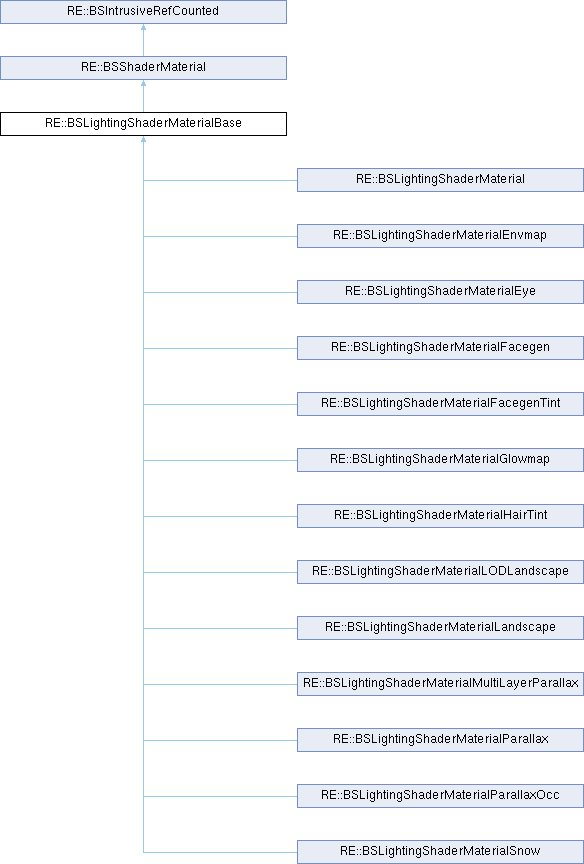 RE::BSIntrusiveRefCounted
RE::BSShaderMaterial
RE::BSLightingShaderMaterialBase
RE::BSLightingShaderMaterial
RE::BSLightingShaderMaterialEnvmap
RE::BSLightingShaderMaterialEye
RE::BSLightingShaderMaterialFacegen
RE::BSLightingShaderMaterialFacegenTint
RE::BSLightingShaderMaterialGlowmap
RE::BSLightingShaderMaterialHairTint
RE::BSLightingShaderMaterialLODLandscape
RE::BSLightingShaderMaterialLandscape
RE::BSLightingShaderMaterialMultiLayerParallax
RE::BSLightingShaderMaterialParallax
RE::BSLightingShaderMaterialParallaxOcc
RE::BSLightingShaderMaterialSnow